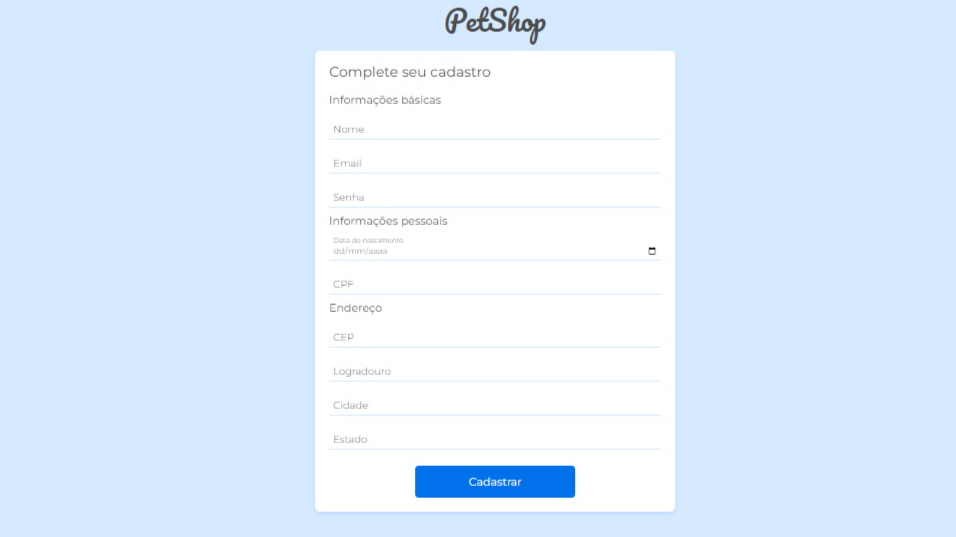 PetShop
Complete seu cadastro
Informações básicas
Nome
Email
Senha
Informações pessoais
Data de nascimento
dd/mm/aaaa
CPF
Endereço
CEP
Logradouro
Cidade
Estado
Cadastrar